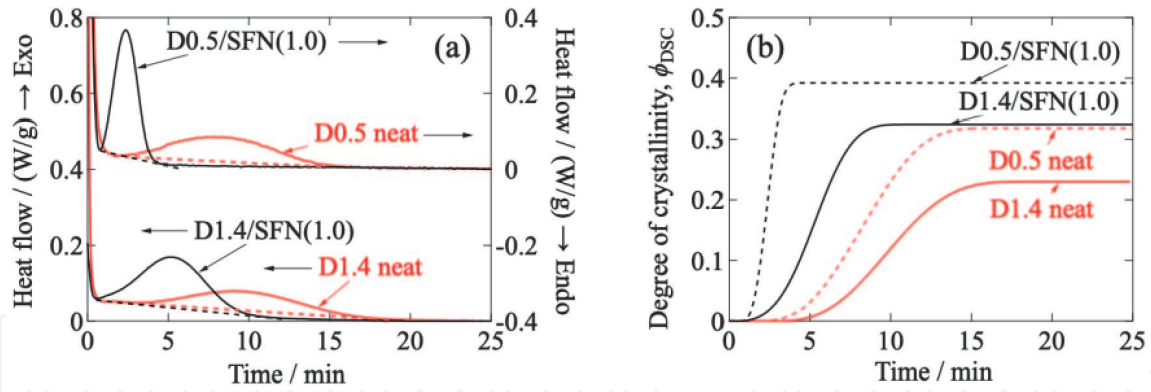 Heat flow / (W/g) → Exo
0.8
0.6
0.4
0.2
0
0.4
0.2
0
-0.2
-0.4
Heat flow / (W/g) → Endo
(a)
D0.5/SFN(1.0)
D0.5 neat
D1.4/SFN(1.0)
D1.4 neat
0 5 10 15 20 25
Time / min
Degree of crystallinity, ϕDSC
0.5
0.4
0.3
0.2
0.1
0
(b)
D0.5/SFN(1.0)
D1.4/SFN(1.0)
D0.5 neat
D1.4 neat
0 5 10 15 20 25
Time / min